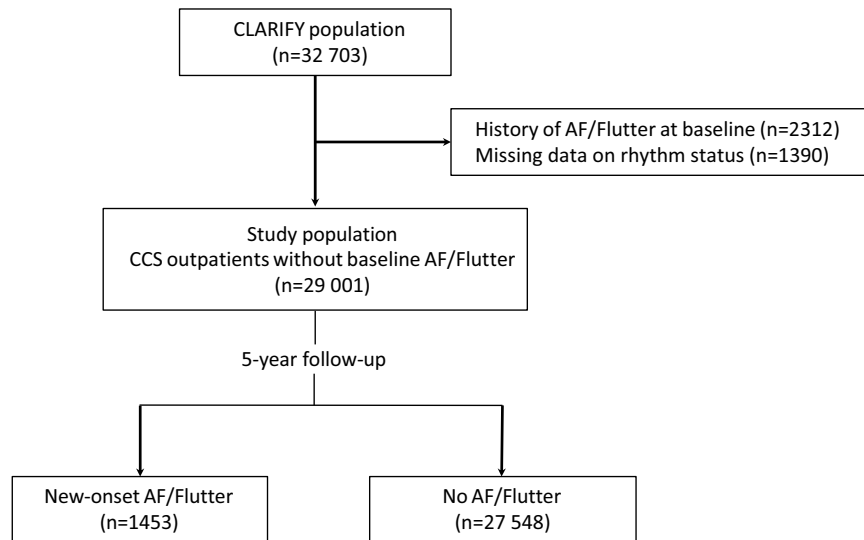 CLARIFY population
(n=32 703)
History of AF/Flutter at baseline (n=2312)
Missing data on rhythm status (n=1390)
Study population
CCS outpatients without baseline AF/Flutter
(n=29 001)
5-year follow-up
New-onset AF/Flutter
(n=1453)
No AF/Flutter
(n=27 548)